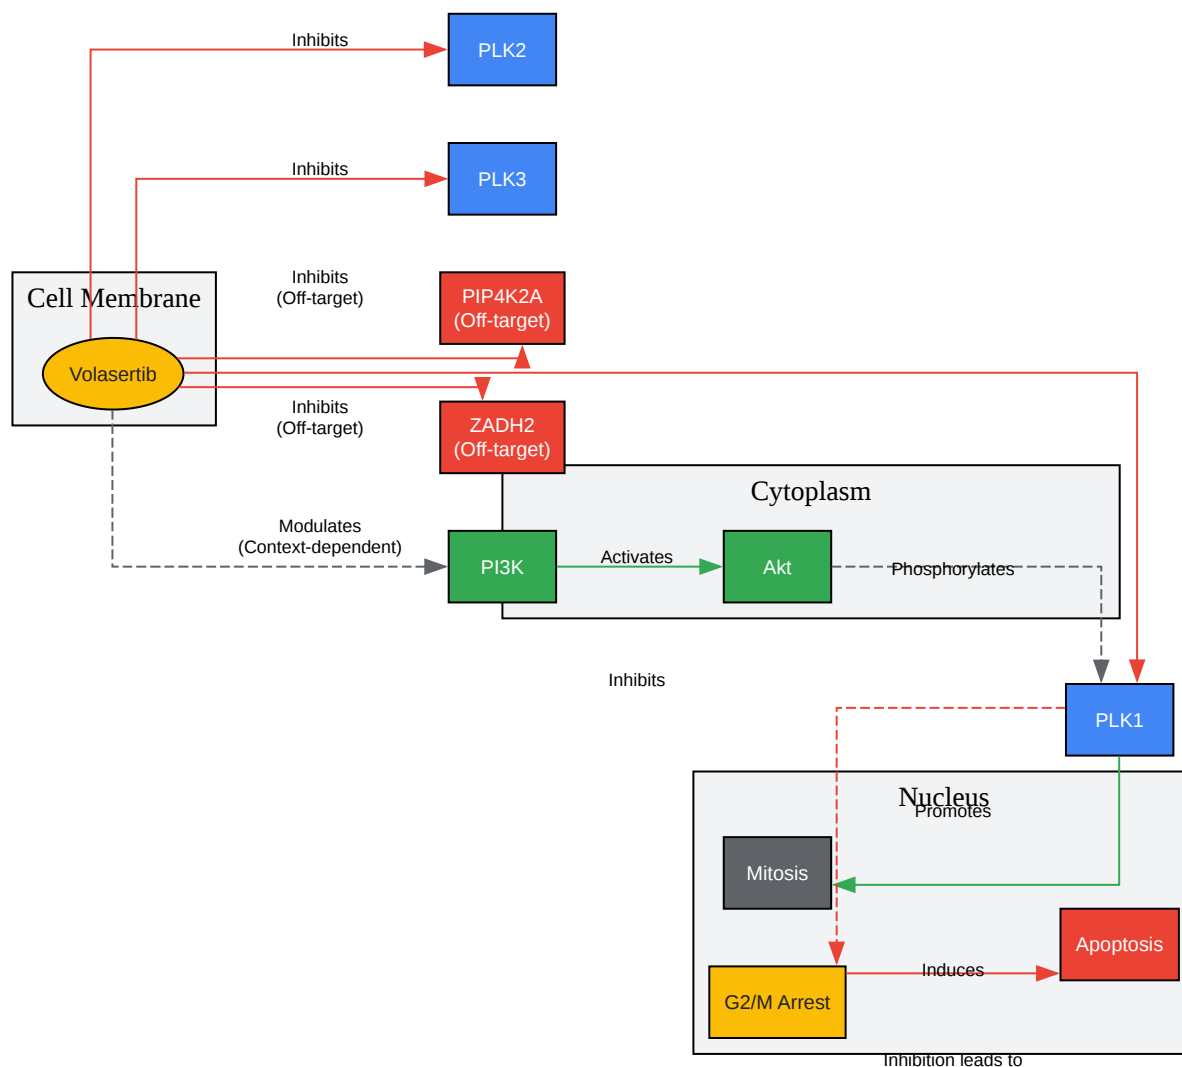 Inhibits
PLK2
Inhibits
PLK3
Cell Membrane
Inhibits
(Off-target)
PIP4K2A
(Off-target)
Volasertib
Inhibits
(Off-target)
ZADH2
(Off-target)
Cytoplasm
Modulates
(Context-dependent)
PI3K
Activates
Akt
Phosphorylates
Inhibits
PLK1
Nucleus
Promotes
Mitosis
Apoptosis
Induces
G2/M Arrest
Inhibition leads to